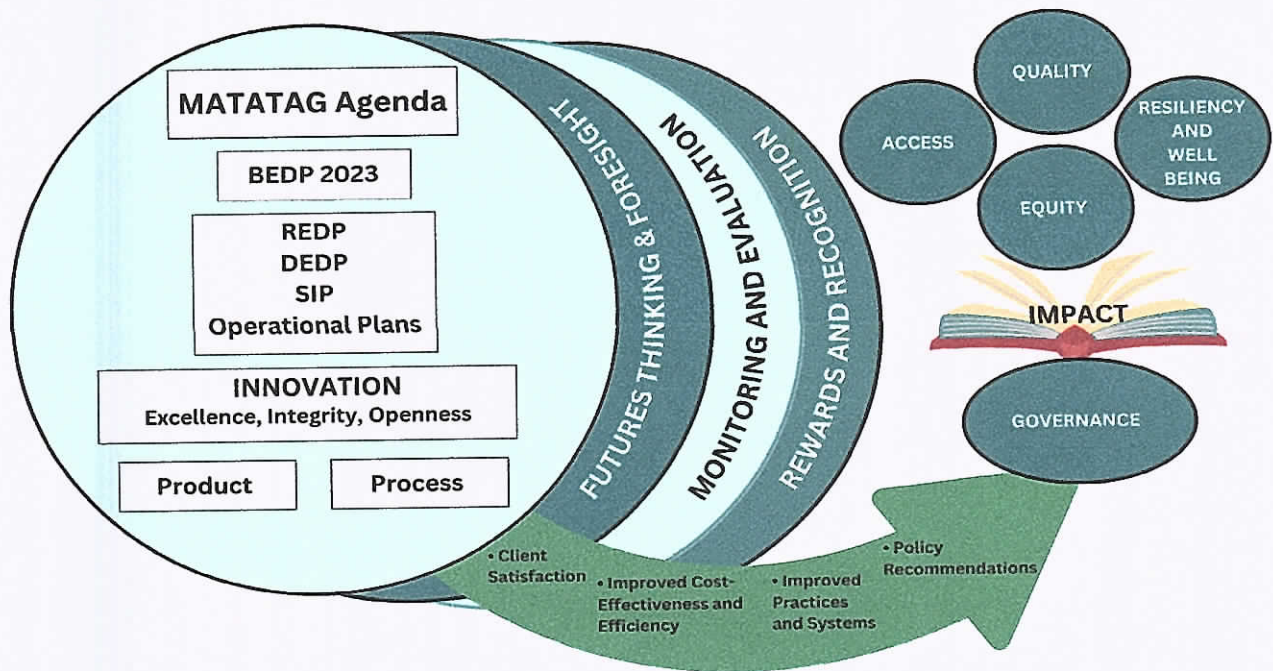 MATATAG Agenda
BEDP 2023
REDP
DEDP
SIP
Operational Plans
INNOVATION
Excellence, Integrity, Openness
Product
Process
FUTURES THINKING & FORESIGHT
MONITORING AND EVALUATION
REWARDS AND RECOGNITION
QUALITY
ACCESS
RESILIENCY
AND
WELL
BEING
EQUITY
IMPACT
GOVERNANCE
• Client
Satisfaction
• Improved Cost-
Effectiveness and
Efficiency
• Improved
Practices
and Systems
• Policy
Recommendations